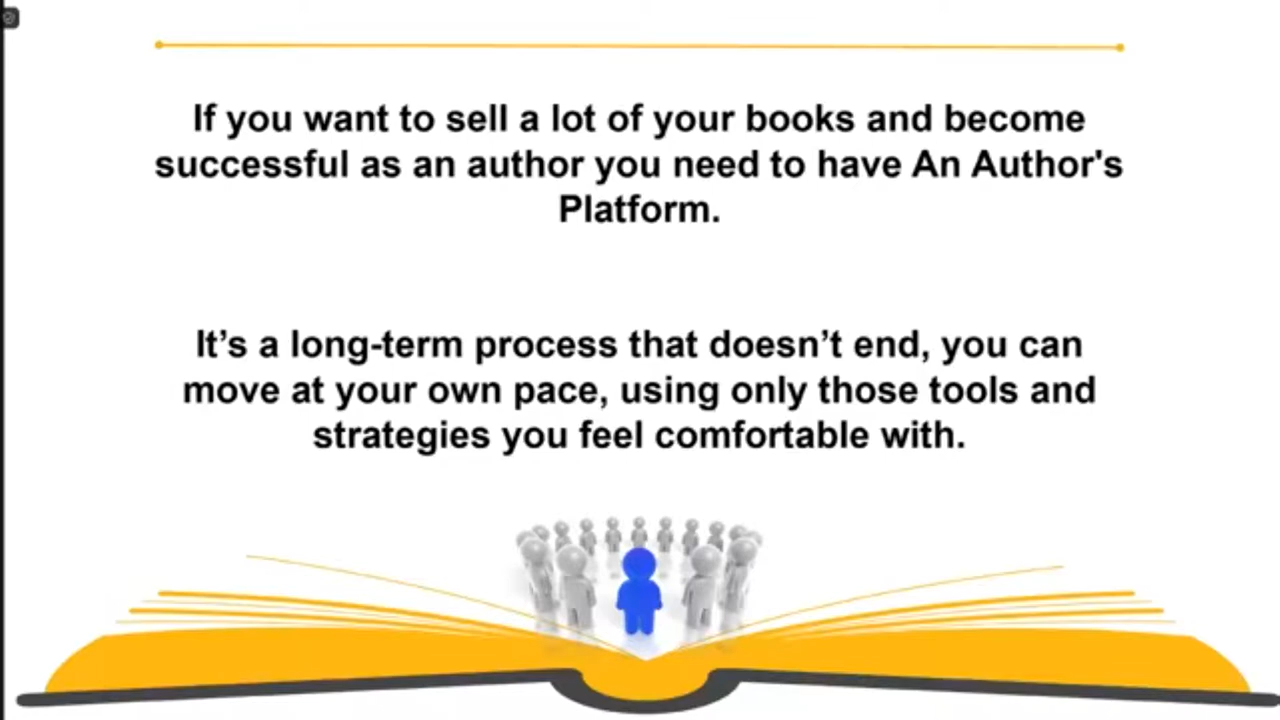 If you want to sell a lot of your books and become
successful as an author you need to have An Author's
Platform.
It’s a long-term process that doesn’t end, you can
move at your own pace, using only those tools and
strategies you feel comfortable with.